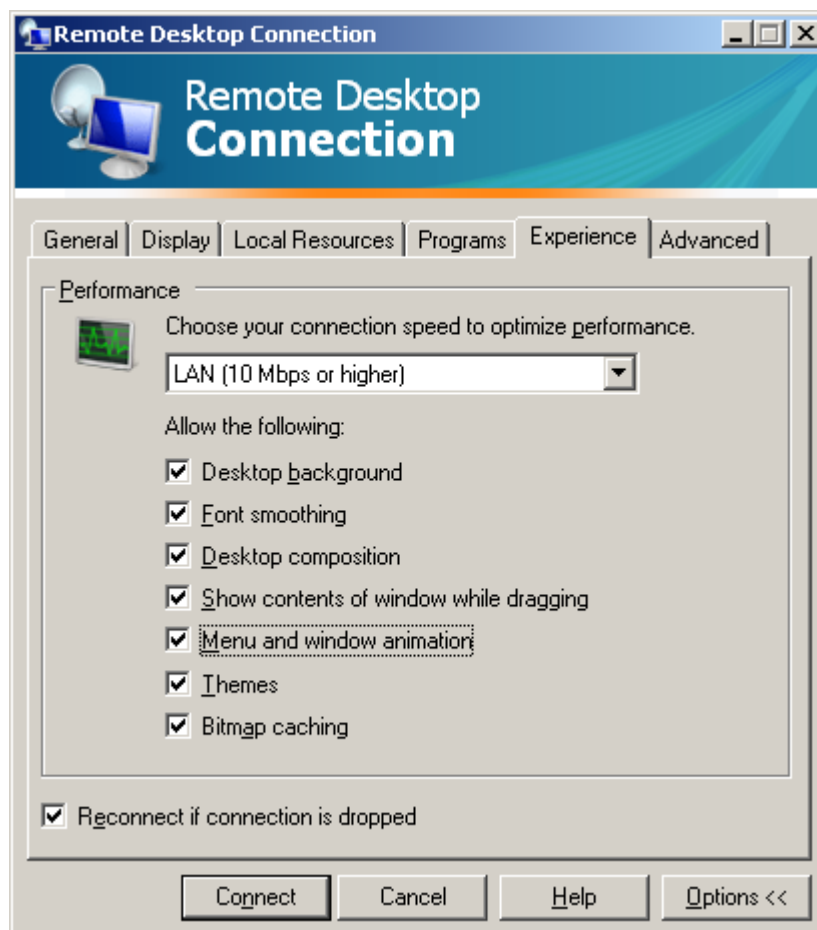 Remote Desktop Connection
Remote Desktop
Connection
General Display Local Resources Programs Experience Advanced
Performance
Choose your connection speed to optimize performance.
LAN (10 Mbps or higher)
Allow the following:
Desktop background
Font smoothing
Desktop composition
Show contents of window while dragging
Menu and window animation
Themes
Bitmap caching
Reconnect if connection is dropped
Connect Cancel Help Options <<